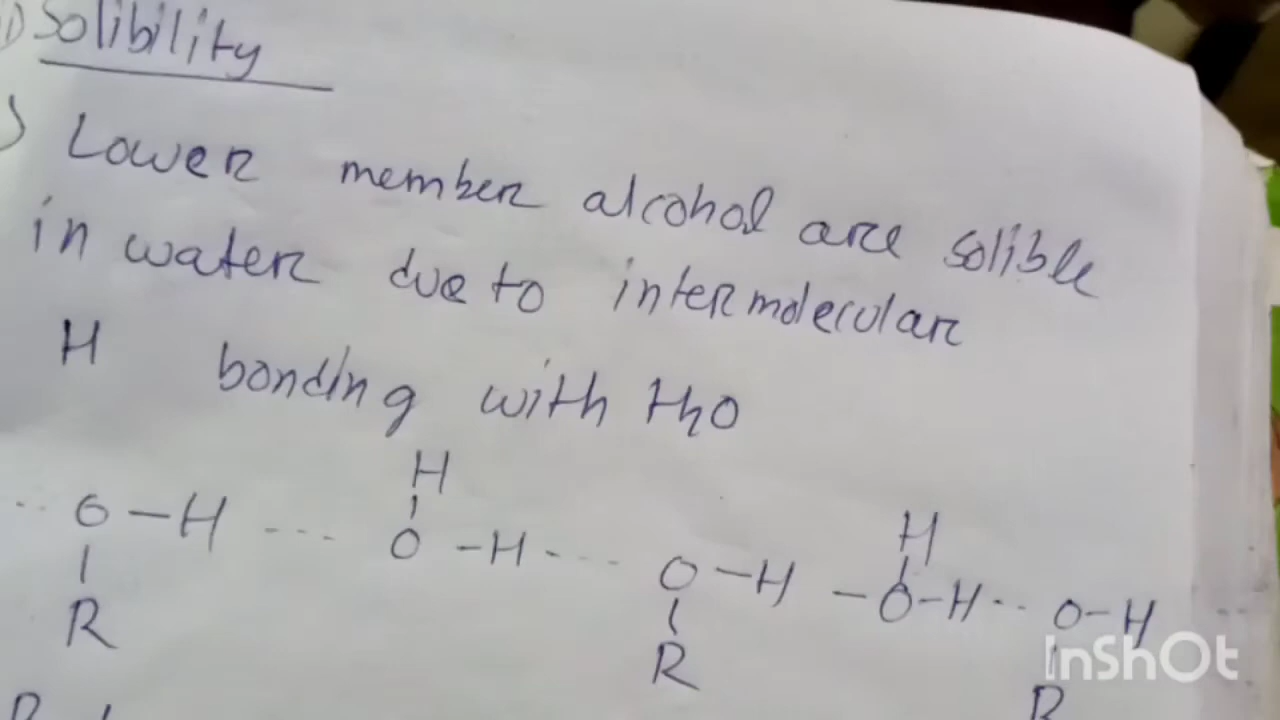 Solibility
Lower member alcohol are solible
in water due to intermolecular
H bonding with H2O
H H
O-H --- O-H --- O-H -O-H-- O-H
R R R
InShOt